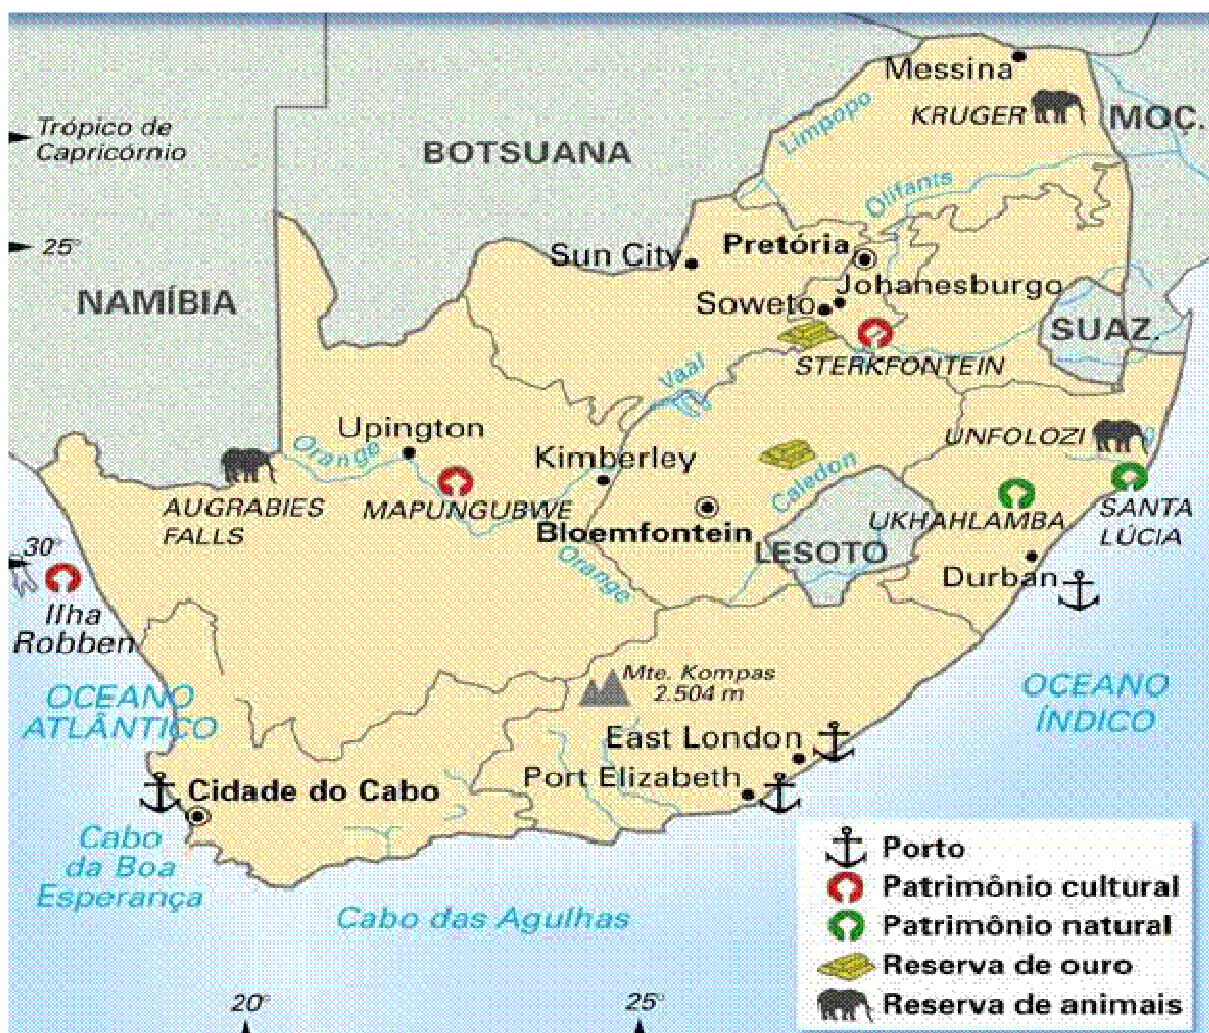 Messina
KRUGER
MOÇ.
Limpopo
Trópico de
Capricórnio
BOTSUANA
Olifants
25°
Sun City
Pretória
Johanesburgo
NAMÍBIA
Soweto
SUAZ.
STERKFONTEIN
Vaal
Upington
Orange
Kimberley
UNFOLOZI
Caledon
AUGRABIES
FALLS
MAPUNGUBWE
Bloemfontein
UKHAHLAMBA
SANTA
LÚCIA
30°
LESOTO
Orange
Durban
Ilha
Robben
OCEANO
ATLÂNTICO
Mte. Kompas
2.504 m
OCEANO
ÍNDICO
East London
Port Elizabeth
Cidade do Cabo
Cabo
da Boa
Esperança
Cabo das Agulhas
Porto
Patrimônio cultural
Patrimônio natural
Reserva de ouro
Reserva de animais
20°
25°